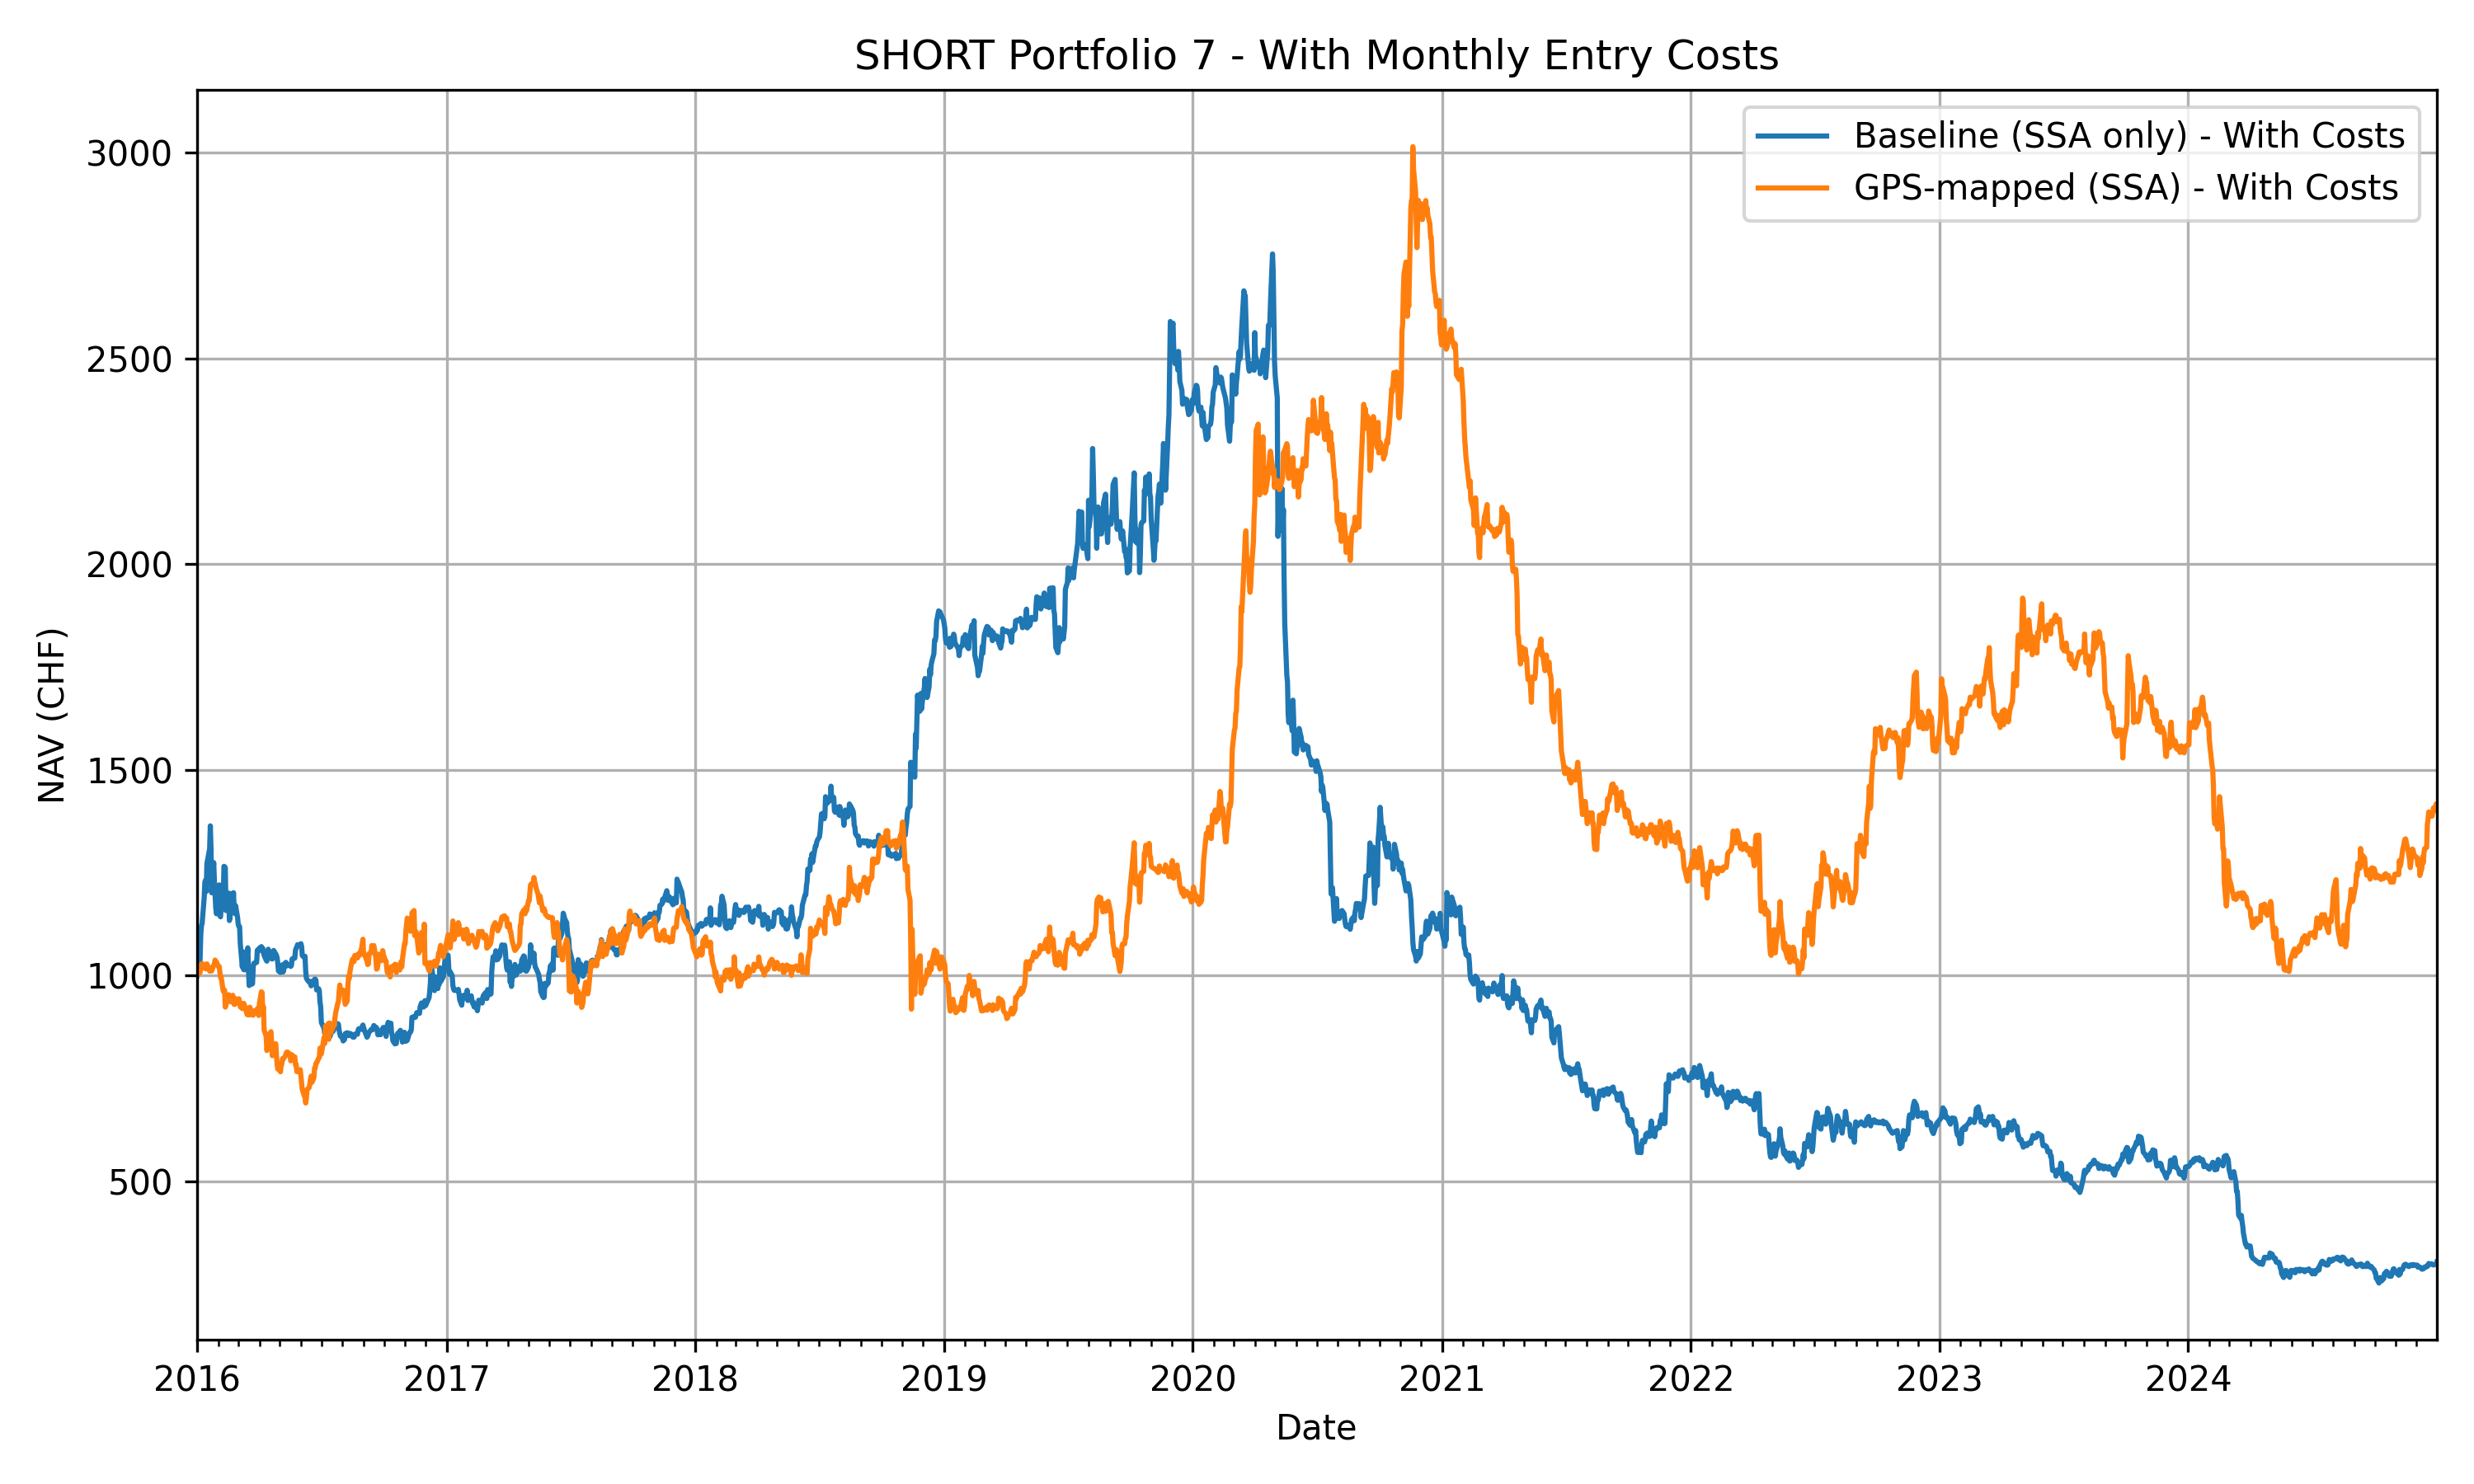 SHORT Portfolio 7 - With Monthly Entry Costs
Baseline (SSA only) - With Costs
GPS-mapped (SSA) - With Costs
NAV (CHF)
3000
2500
2000
1500
1000
500
2016 2017 2018 2019 2020 2021 2022 2023 2024
Date